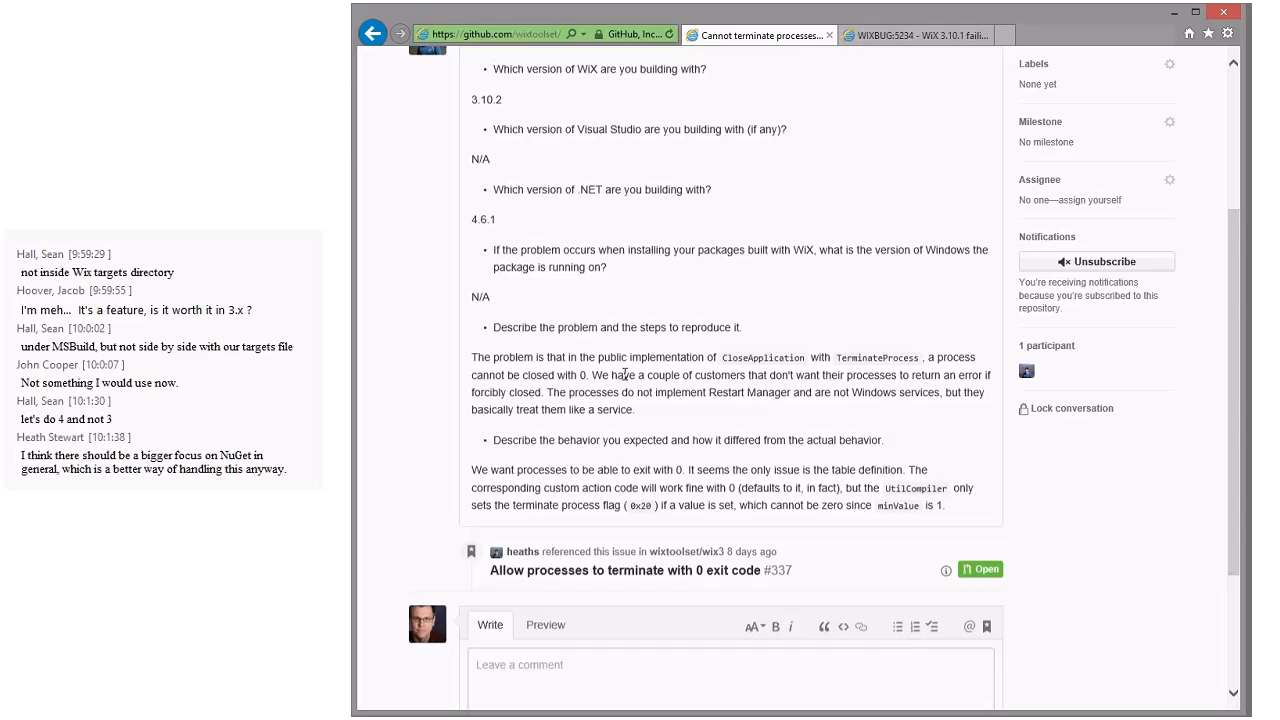 Hall, Sean [9:59:29 ]
not inside Wix targets directory
Hoover, Jacob [9:59:55 ]
I'm meh... It's a feature, is it worth it in 3.x ?
Hall, Sean [10:0:02 ]
under MSBuild, but not side by side with our targets file
John Cooper [10:0:07 ]
Not something I would use now.
Hall, Sean [10:1:30 ]
let's do 4 and not 3
Heath Stewart [10:1:38 ]
I think there should be a bigger focus on NuGet in
general, which is a better way of handling this anyway.
https://github.com/wixtoolset/
GitHub, Inc...
Cannot terminate processes...
WIXBUG:5234 - WiX 3.10.1 faili...
• Which version of WiX are you building with?
3.10.2
• Which version of Visual Studio are you building with (if any)?
N/A
• Which version of .NET are you building with?
4.6.1
• If the problem occurs when installing your packages built with WiX, what is the version of Windows the
package is running on?
N/A
• Describe the problem and the steps to reproduce it.
The problem is that in the public implementation of CloseApplication with TerminateProcess, a process
cannot be closed with 0. We have a couple of customers that don't want their processes to return an error if
forcibly closed. The processes do not implement Restart Manager and are not Windows services, but they
basically treat them like a service.
• Describe the behavior you expected and how it differed from the actual behavior.
We want processes to be able to exit with 0. It seems the only issue is the table definition. The
corresponding custom action code will work fine with 0 (defaults to it, in fact), but the UtilCompiler only
sets the terminate process flag (0x20) if a value is set, which cannot be zero since minValue is 1.
heaths referenced this issue in wixtoolset/wix3 8 days ago
Allow processes to terminate with 0 exit code #337
Open
Write
Preview
AA B i
Leave a comment
Labels
None yet
Milestone
No milestone
Assignee
No one—assign yourself
Notifications
Unsubscribe
You're receiving notifications
because you're subscribed to this
repository.
1 participant
Lock conversation